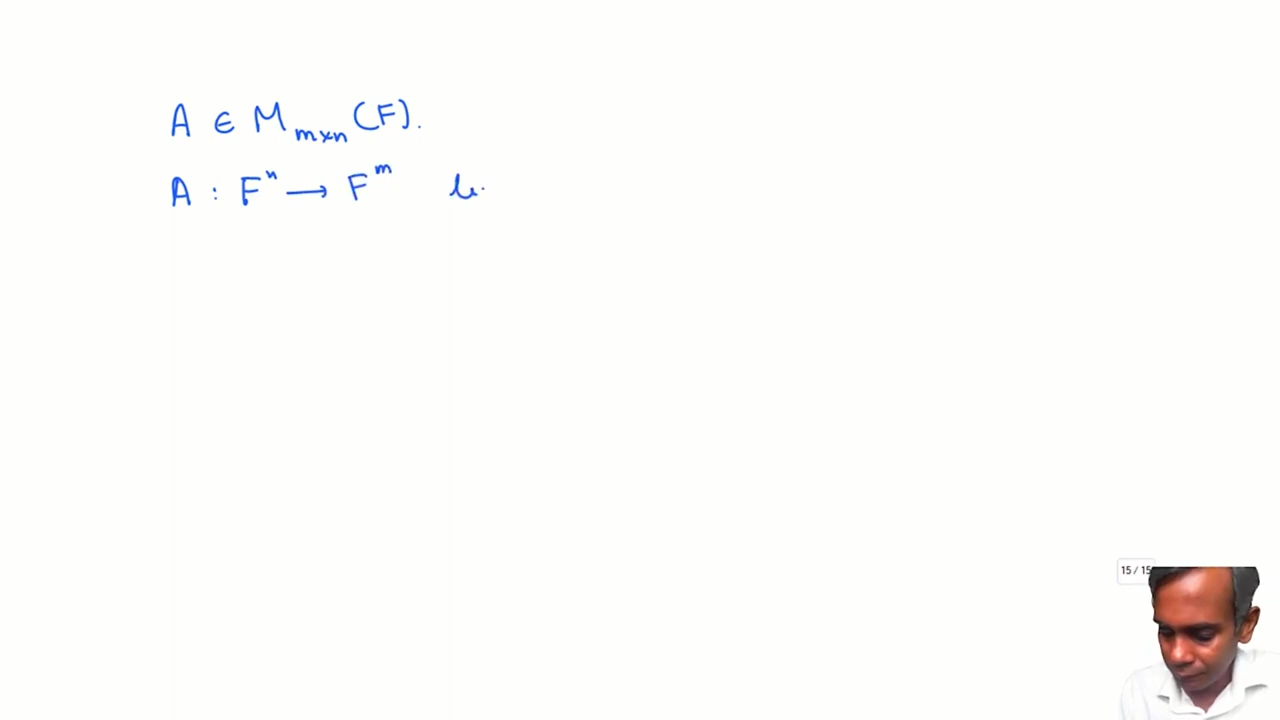 A ∈ M_{m×n}(F).
A : F^n → F^m
15 / 15